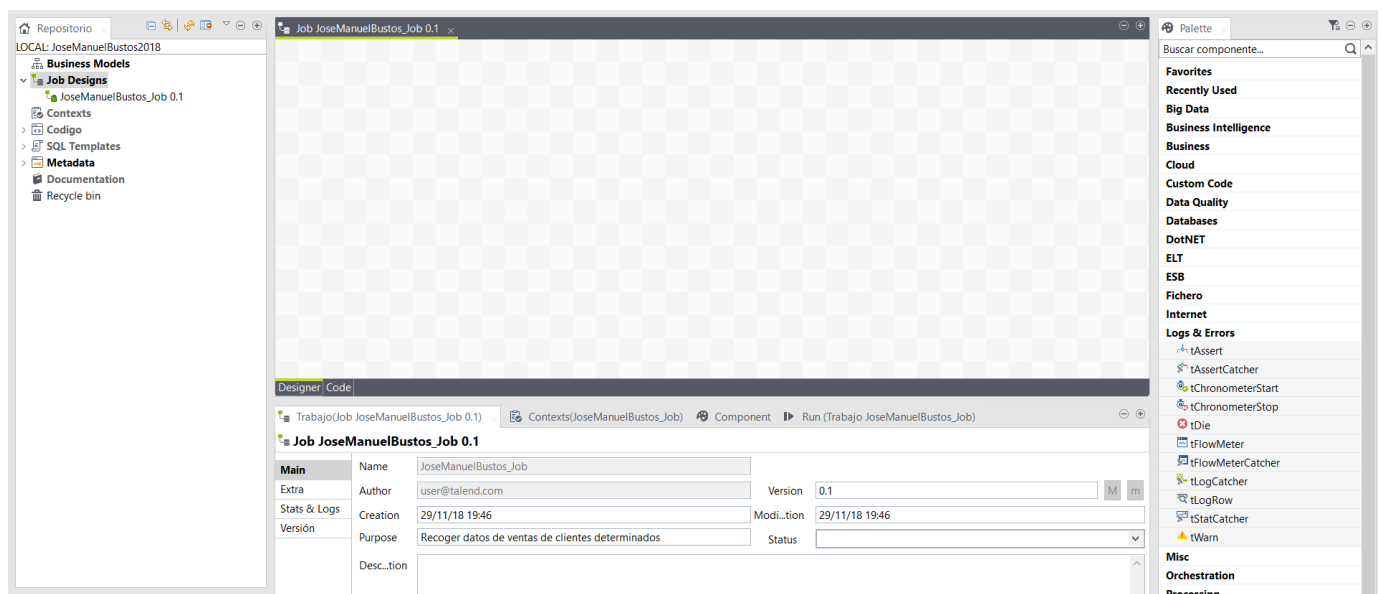 Repositorio
LOCAL: JoseManuelBustos2018
Business Models
Job Designs
JoseManuelBustos_Job 0.1
Contexts
Codigo
SQL Templates
Metadata
Documentation
Recycle bin
Job JoseManuelBustos_Job 0.1
Designer Code
Trabajo(Job JoseManuelBustos_Job 0.1) Contexts(JoseManuelBustos_Job) Component Run (Trabajo JoseManuelBustos_Job)
Job JoseManuelBustos_Job 0.1
Main
Extra
Stats & Logs
Versión
Name JoseManuelBustos_Job
Author user@talend.com Version 0.1 M m
Creation 29/11/18 19:46 Modi...tion 29/11/18 19:46
Purpose Recoger datos de ventas de clientes determinados Status
Desc...tion
Palette
Buscar componente...
Favorites
Recently Used
Big Data
Business Intelligence
Business
Cloud
Custom Code
Data Quality
Databases
DotNET
ELT
ESB
Fichero
Internet
Logs & Errors
tAssert
tAssertCatcher
tChronometerStart
tChronometerStop
tDie
tFlowMeter
tFlowMeterCatcher
tLogCatcher
tLogRow
tStatCatcher
tWarn
Misc
Orchestration
Processing